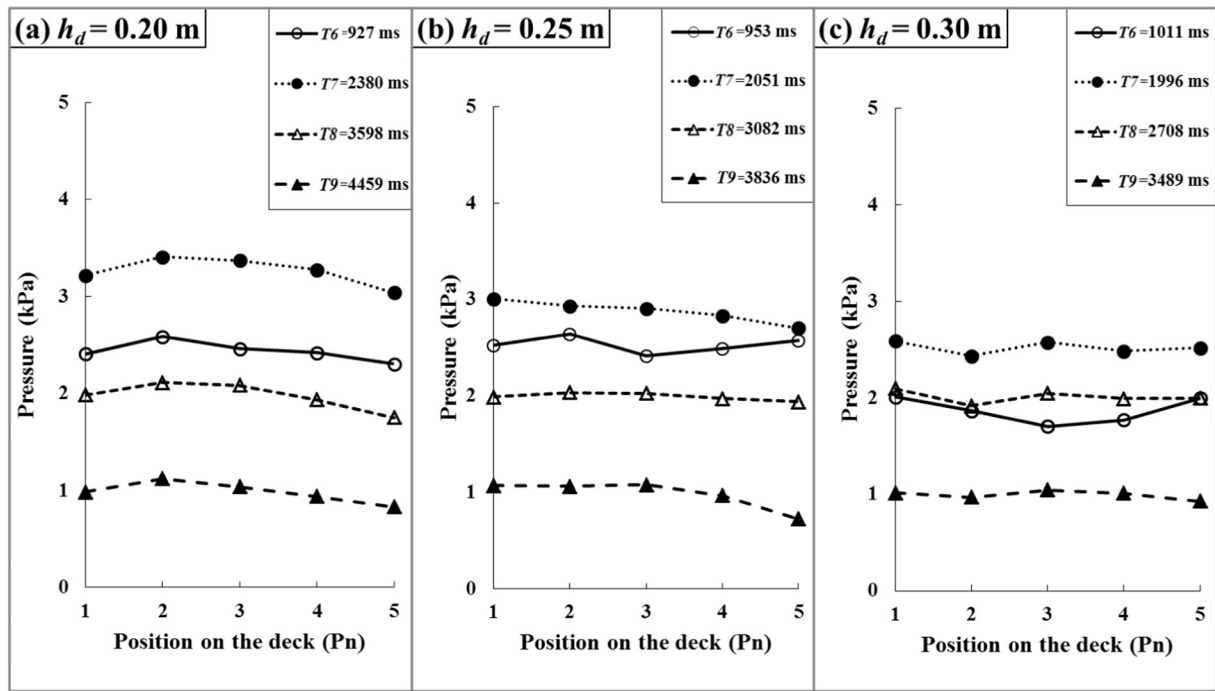 (a) h_d = 0.20 m
T6=927 ms
T7=2380 ms
T8=3598 ms
T9=4459 ms
Pressure (kPa)
5
4
3
2
1
0
1 2 3 4 5
Position on the deck (Pn)
(b) h_d = 0.25 m
T6=953 ms
T7=2051 ms
T8=3082 ms
T9=3836 ms
Pressure (kPa)
5
4
3
2
1
0
1 2 3 4 5
Position on the deck (Pn)
(c) h_d = 0.30 m
T6=1011 ms
T7=1996 ms
T8=2708 ms
T9=3489 ms
Pressure (kPa)
5
4
3
2
1
0
1 2 3 4 5
Position on the deck (Pn)